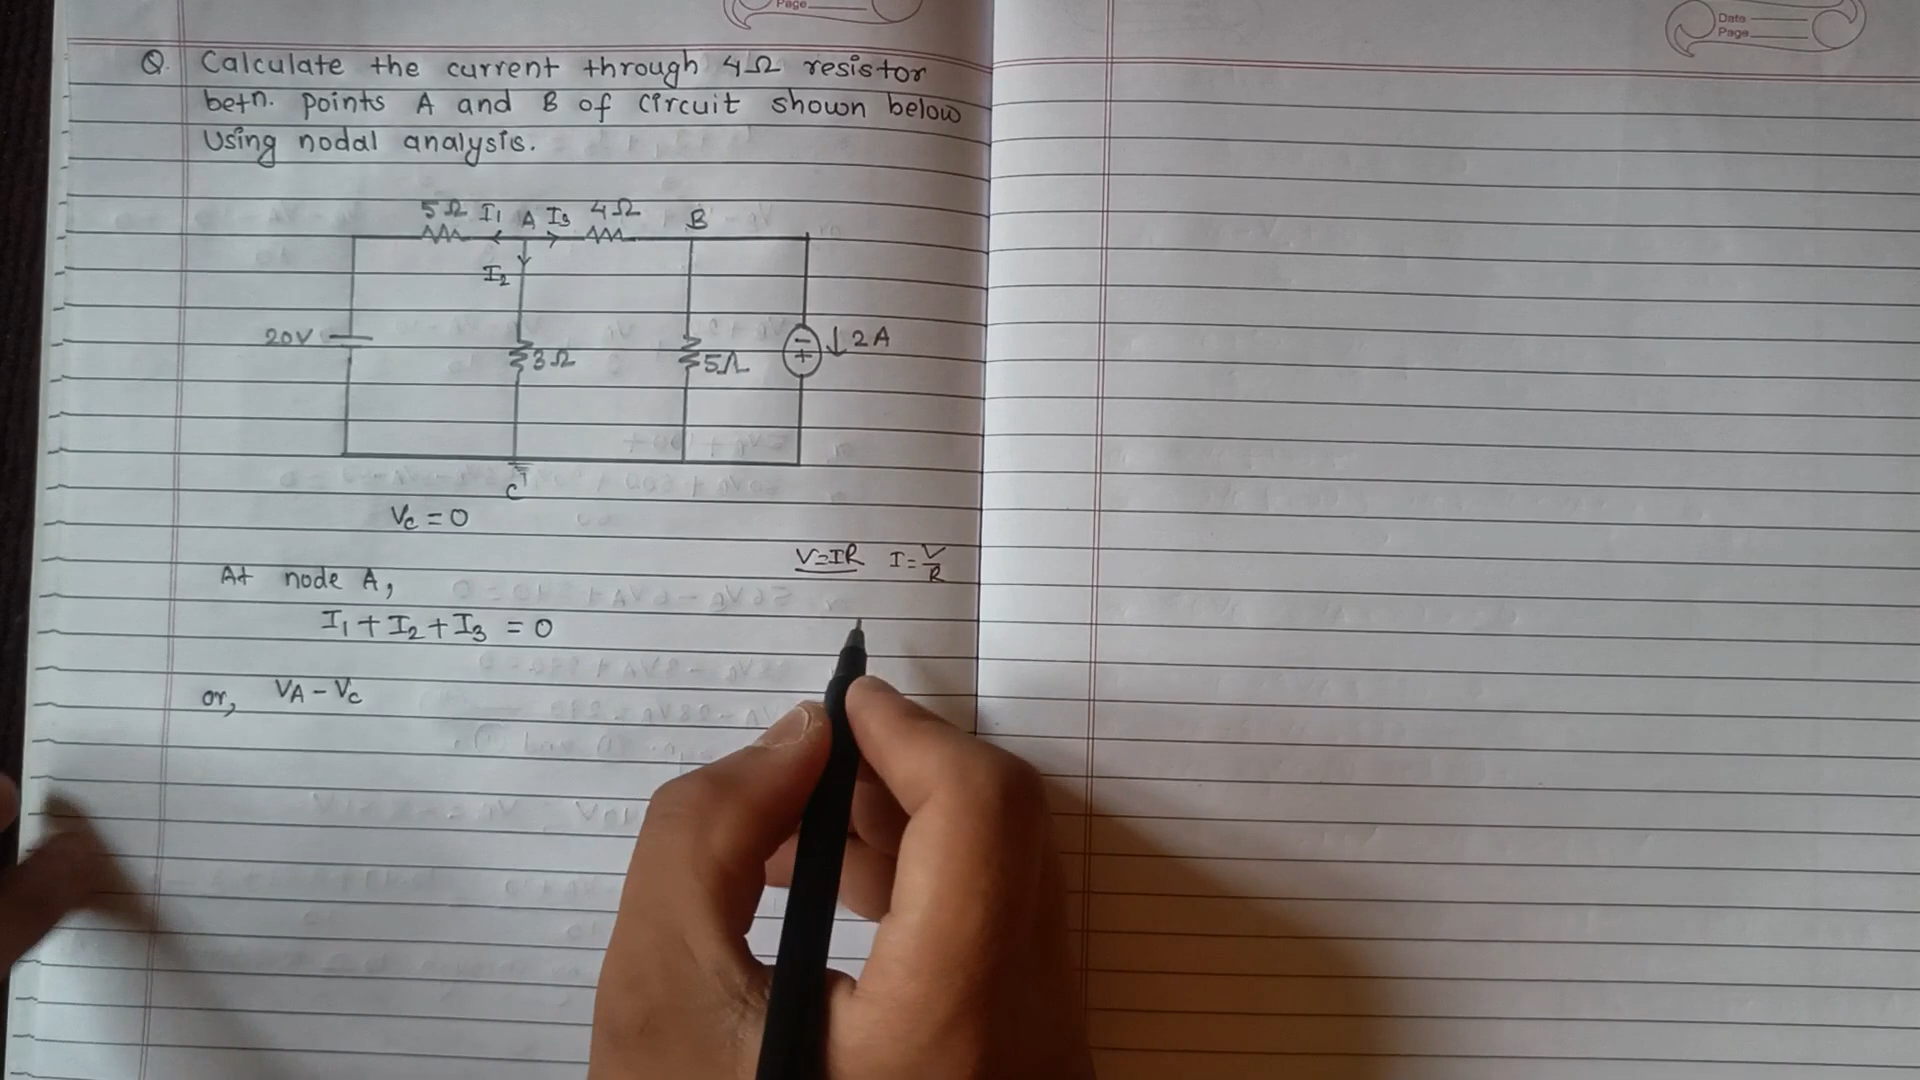 Page
Date
Page
Q. Calculate the current through 4Ω resistor
betn. points A and B of circuit shown below
Using nodal analysis.
5Ω I1 A I3 4Ω B
I2
20V
3Ω
5Ω
- +
↓2A
C
Vc = 0
V=IR I = V/R
At node A,
I1 + I2 + I3 = 0
or, VA - Vc